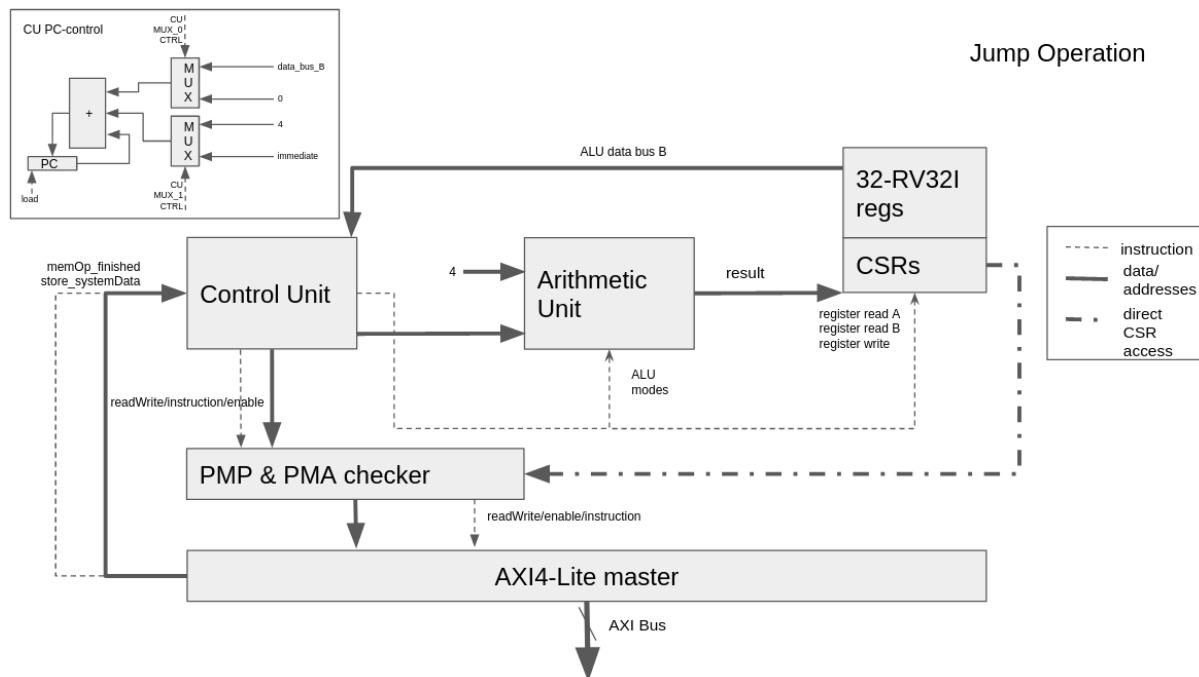 CU PC-control
CU
MUX_0
CTRL
M
U
X
data_bus_B
0
+
M
U
X
4
immediate
PC
load
CU
MUX_1
CTRL
Jump Operation
ALU data bus B
32-RV32I
regs
CSRs
memOp_finished
store_systemData
Control Unit
4
Arithmetic
Unit
result
register read A
register read B
register write
ALU
modes
instruction
data/
addresses
direct
CSR
access
readWrite/instruction/enable
PMP & PMA checker
readWrite/enable/instruction
AXI4-Lite master
AXI Bus